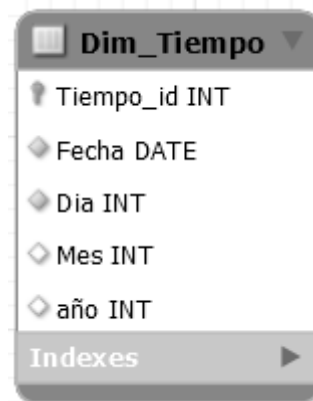 Dim_Tiempo
Tiempo_id INT
Fecha DATE
Dia INT
Mes INT
año INT
Indexes